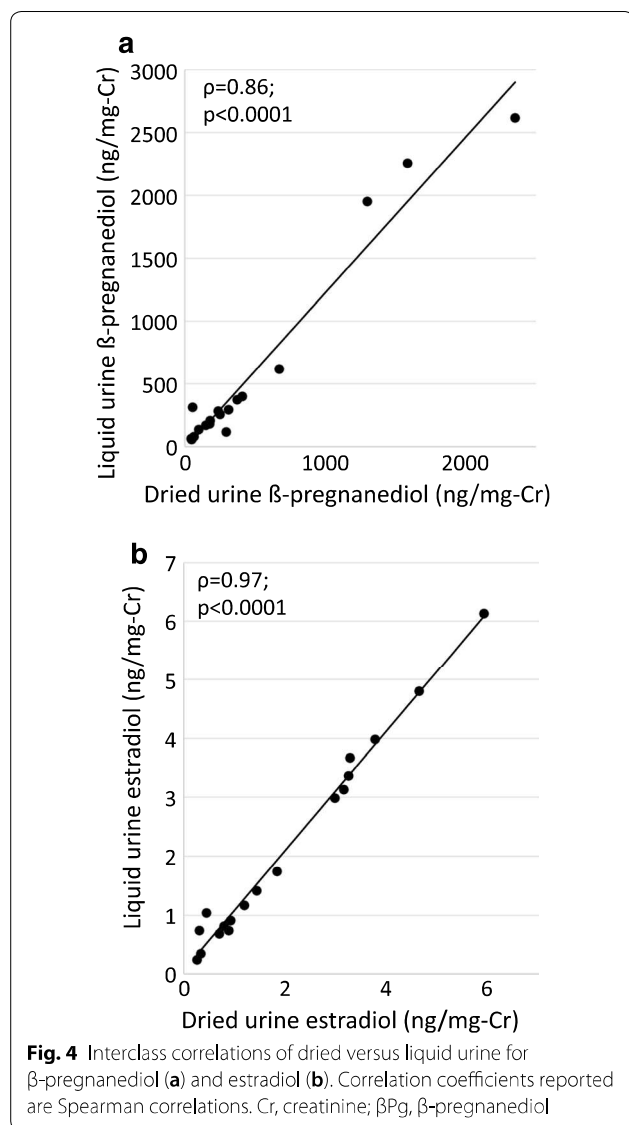 a
ρ=0.86;
p<0.0001
3000
2500
2000
1500
1000
500
0
0 1000 2000
Liquid urine ß-pregnanediol (ng/mg-Cr)
Dried urine ß-pregnanediol (ng/mg-Cr)
b
ρ=0.97;
p<0.0001
7
6
5
4
3
2
1
0
0 2 4 6
Liquid urine estradiol (ng/mg-Cr)
Dried urine estradiol (ng/mg-Cr)
Fig. 4 Interclass correlations of dried versus liquid urine for
β-pregnanediol (a) and estradiol (b). Correlation coefficients reported
are Spearman correlations. Cr, creatinine; βPg, β-pregnanediol